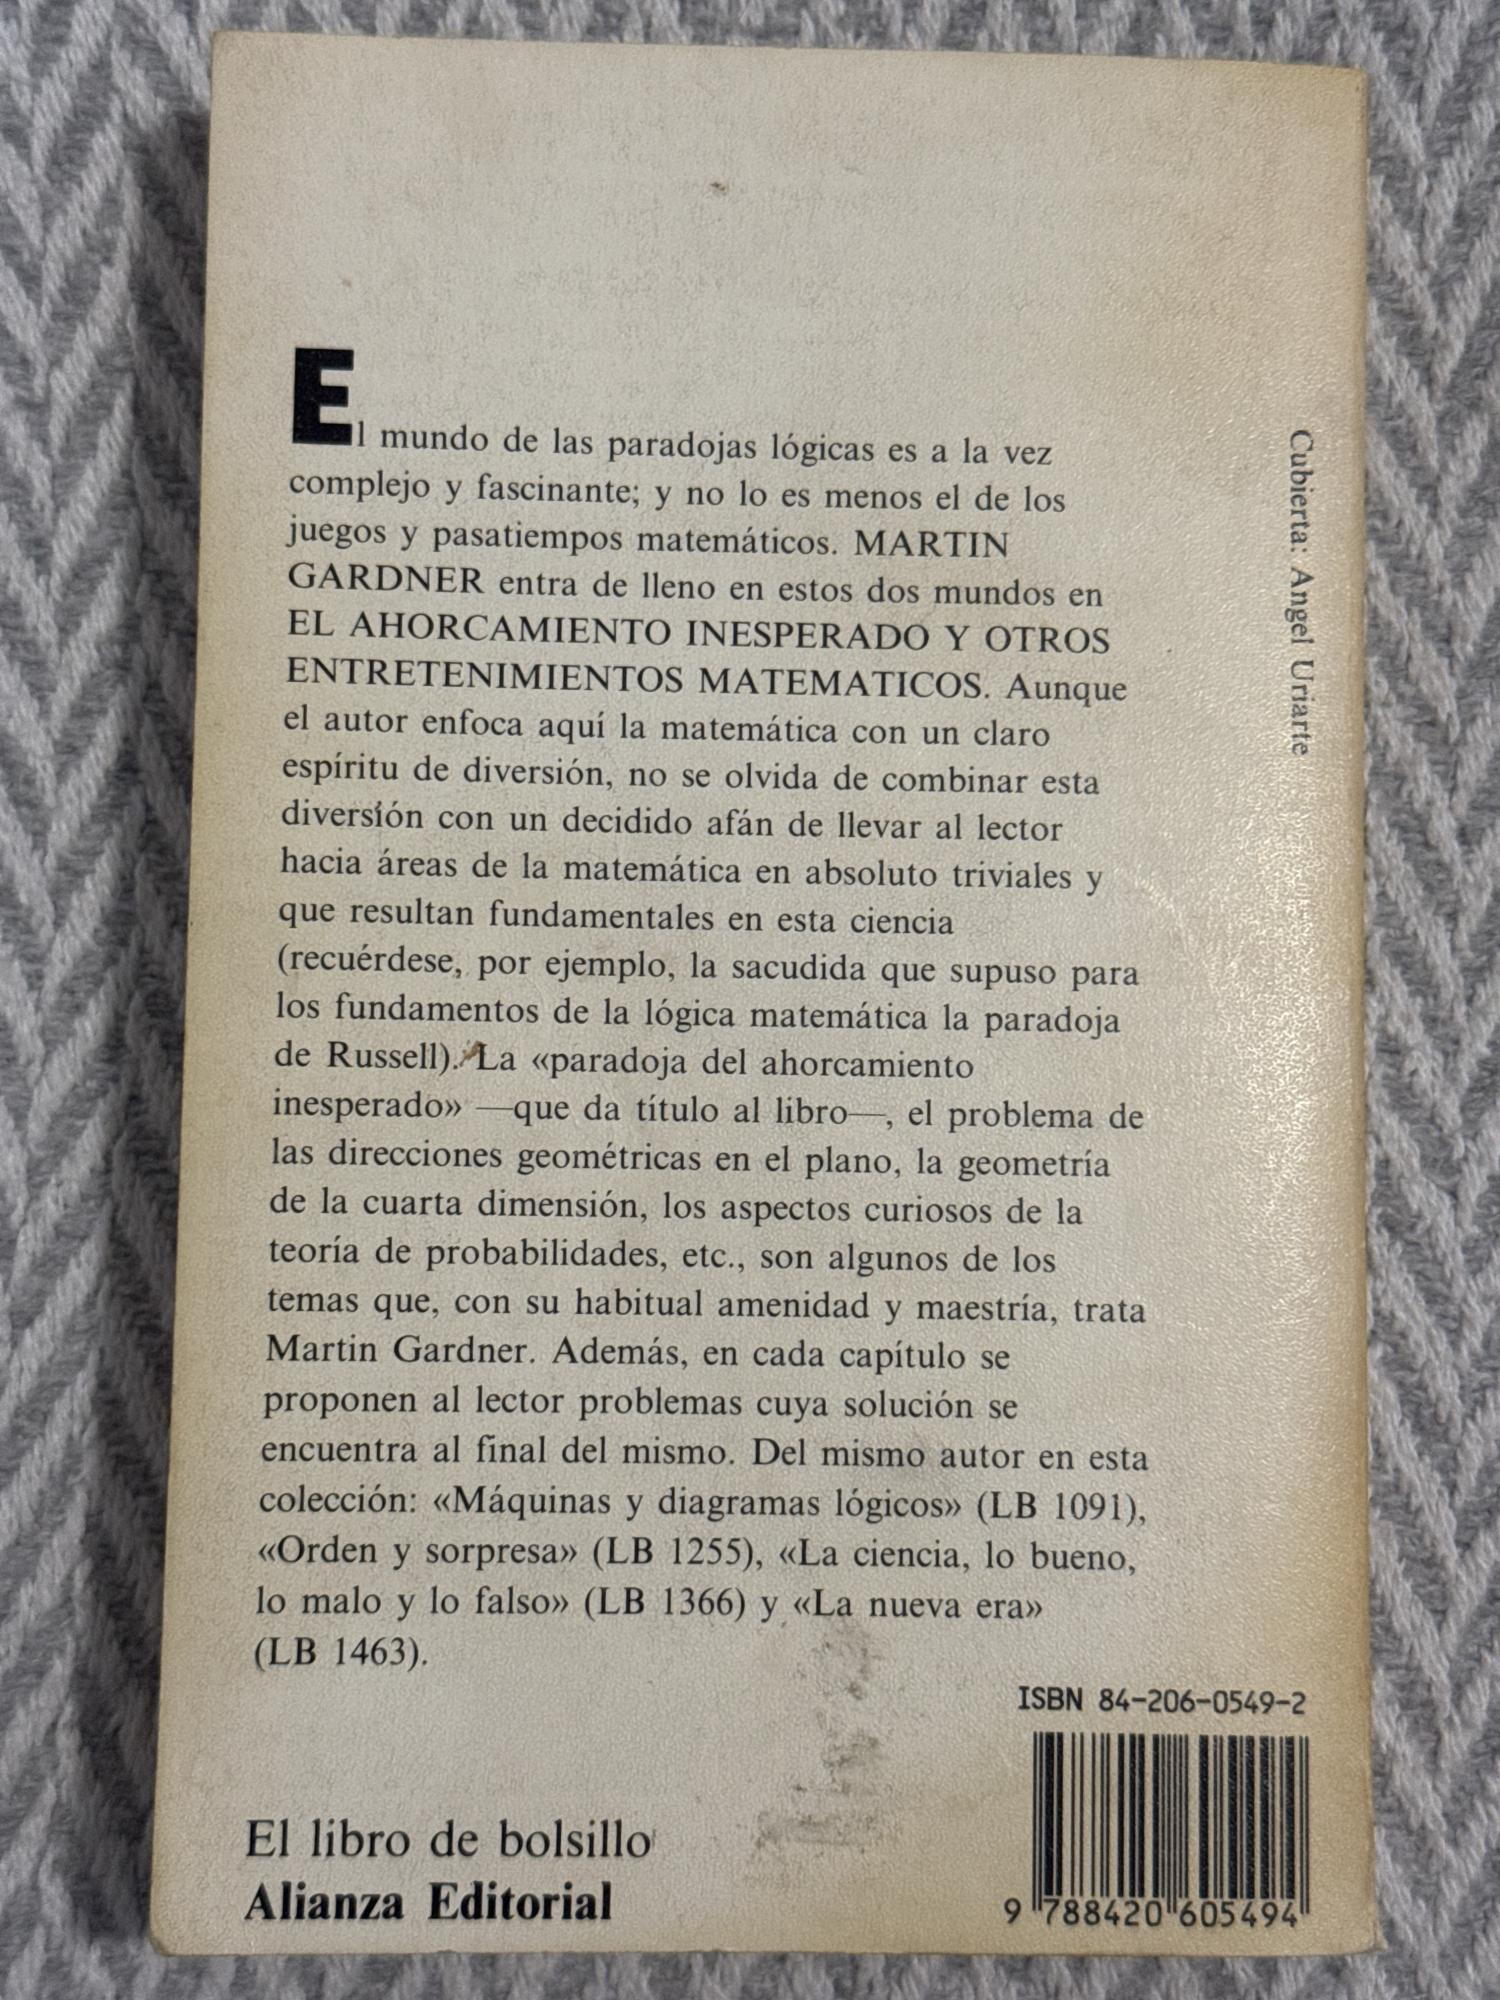 El mundo de las paradojas lógicas es a la vez
complejo y fascinante; y no lo es menos el de los
juegos y pasatiempos matemáticos. MARTIN
GARDNER entra de lleno en estos dos mundos en
EL AHORCAMIENTO INESPERADO Y OTROS
ENTRETENIMIENTOS MATEMATICOS. Aunque
el autor enfoca aquí la matemática con un claro
espíritu de diversión, no se olvida de combinar esta
diversión con un decidido afán de llevar al lector
hacia áreas de la matemática en absoluto triviales y
que resultan fundamentales en esta ciencia
(recuérdese, por ejemplo, la sacudida que supuso para
los fundamentos de la lógica matemática la paradoja
de Russell). La «paradoja del ahorcamiento
inesperado» —que da título al libro—, el problema de
las direcciones geométricas en el plano, la geometría
de la cuarta dimensión, los aspectos curiosos de la
teoría de probabilidades, etc., son algunos de los
temas que, con su habitual amenidad y maestría, trata
Martin Gardner. Además, en cada capítulo se
proponen al lector problemas cuya solución se
encuentra al final del mismo. Del mismo autor en esta
colección: «Máquinas y diagramas lógicos» (LB 1091),
«Orden y sorpresa» (LB 1255), «La ciencia, lo bueno,
lo malo y lo falso» (LB 1366) y «La nueva era»
(LB 1463).
Cubierta: Angel Uriarte
ISBN 84-206-0549-2
9 788420 605494
El libro de bolsillo
Alianza Editorial